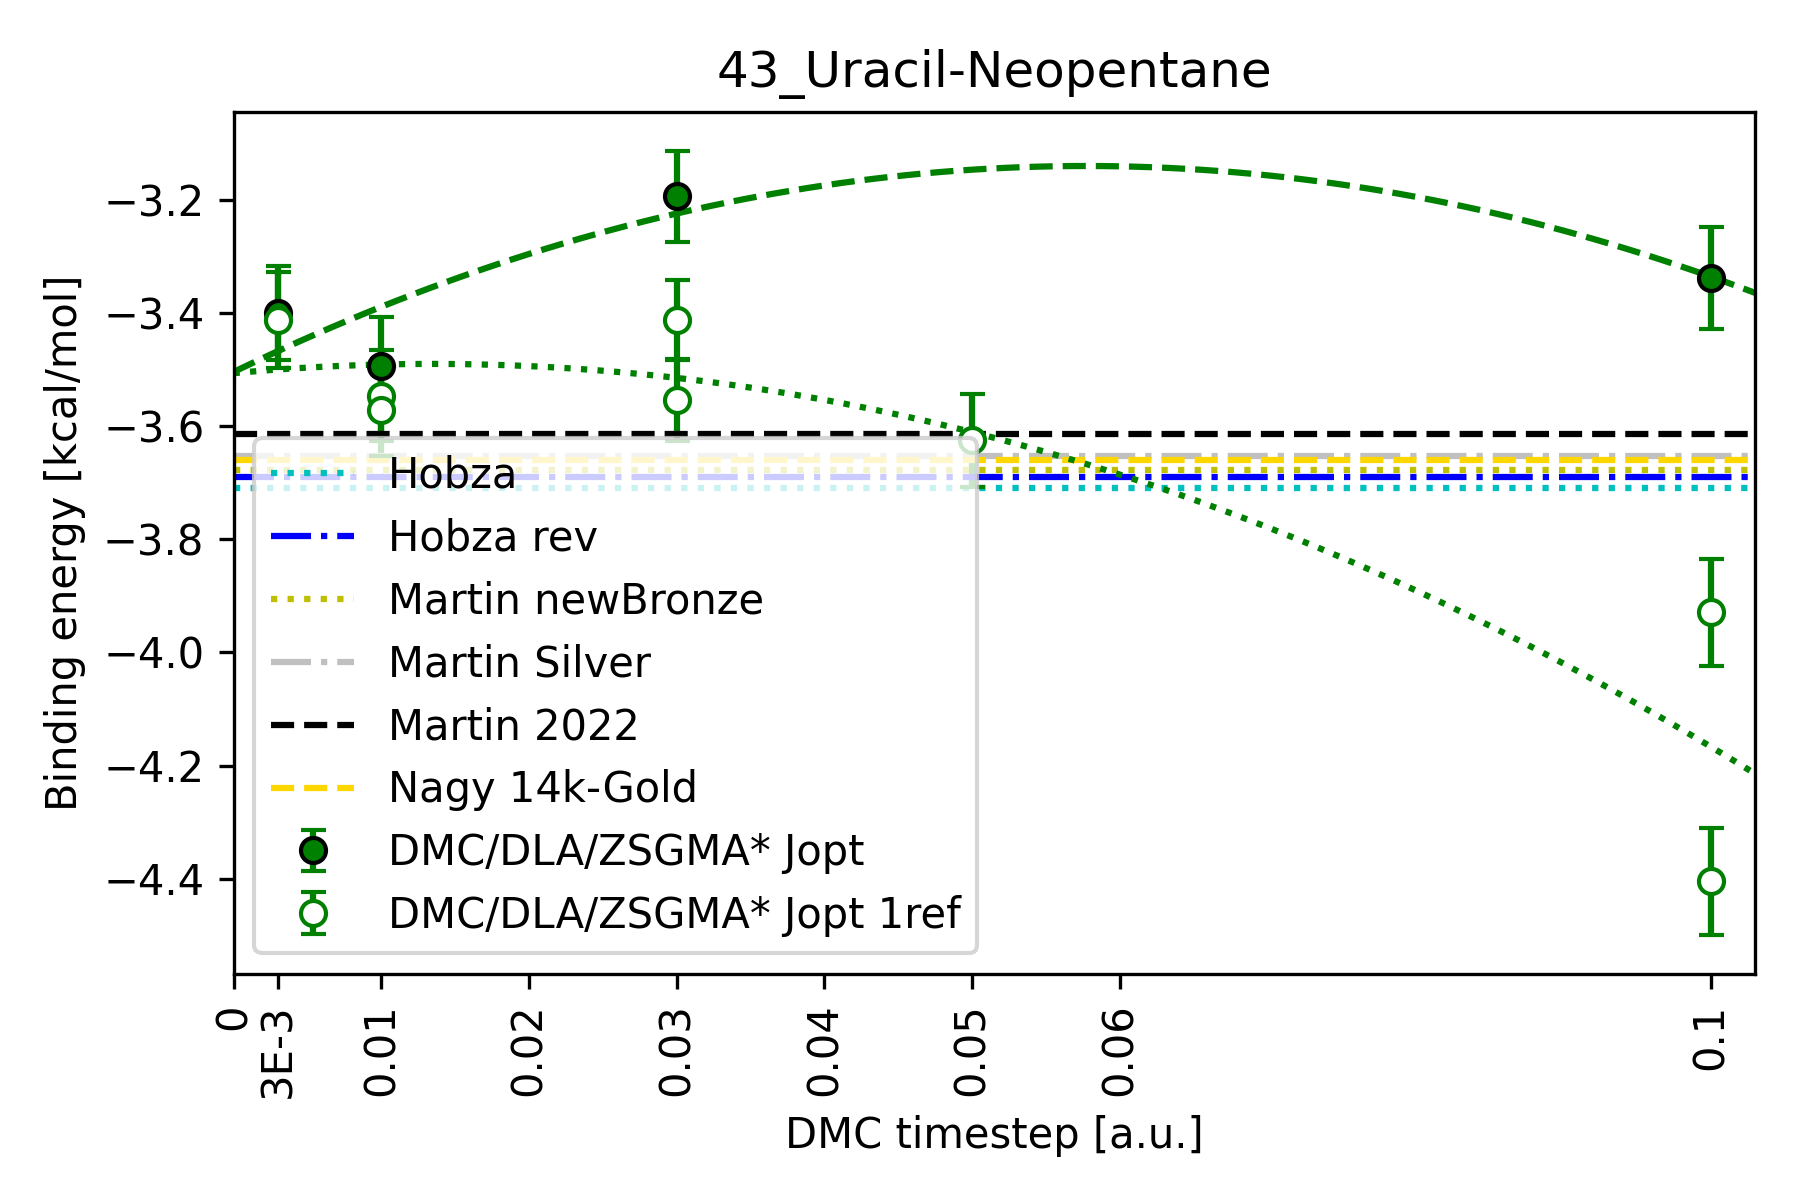 43_Uracil-Neopentane
Binding energy [kcal/mol]
−3.2
−3.4
−3.6
−3.8
−4.0
−4.2
−4.4
Hobza
Hobza rev
Martin newBronze
Martin Silver
Martin 2022
Nagy 14k-Gold
DMC/DLA/ZSGMA* Jopt
DMC/DLA/ZSGMA* Jopt 1ref
0
3E-3
0.01
0.02
0.03
0.04
0.05
0.06
0.1
DMC timestep [a.u.]